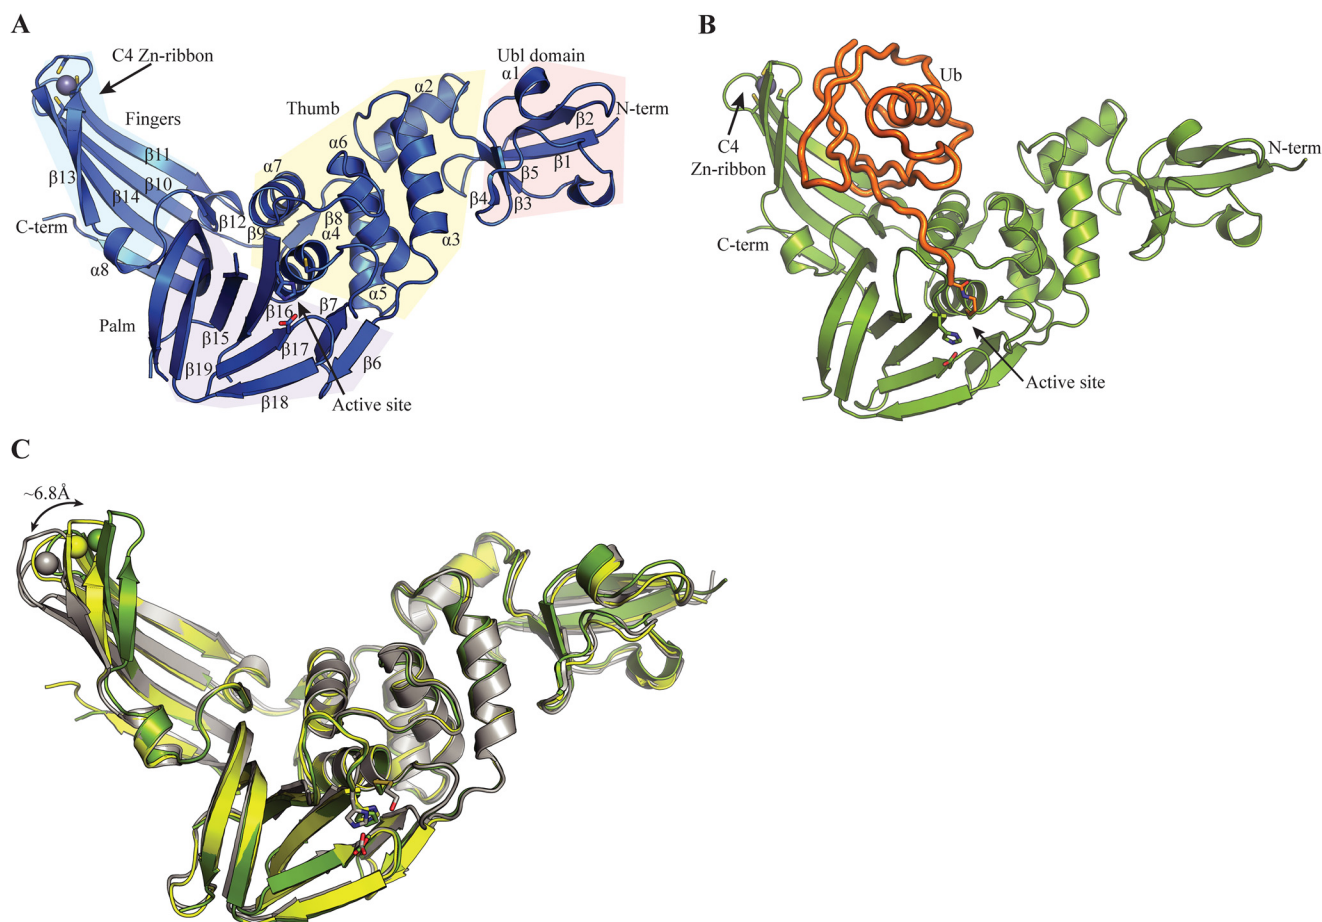 A
C4 Zn-ribbon
Ubl domain
α1
α2
Thumb
N-term
Fingers
β2
β11
α6
β1
α7
β13
β10
β5
β14
β4
β12
β8
β3
C-term
β9
α4
α3
α8
α5
β16
β7
Palm
β15
β17
β19
β6
β18
Active site
B
Ub
C4
Zn-ribbon
N-term
C-term
Active site
C
~6.8Å